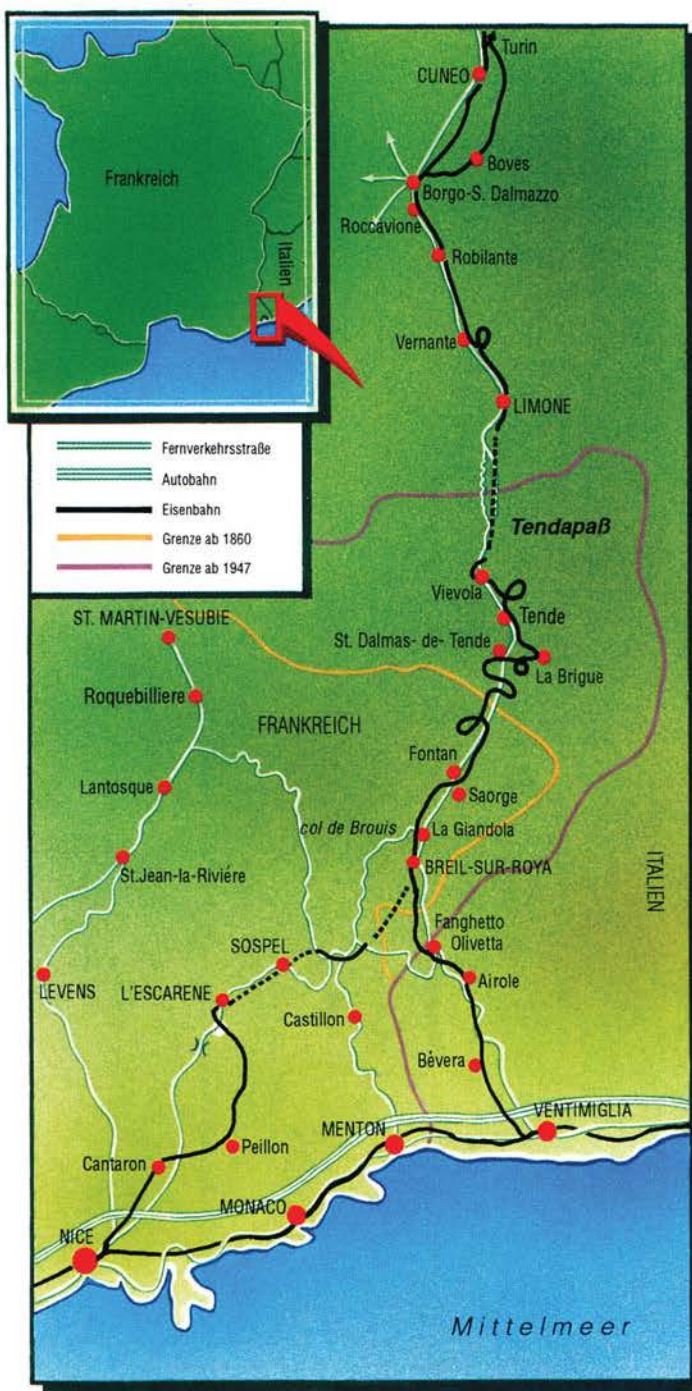 Frankreich
Italien
Turin
CUNEO
Boves
Borgo-S. Dalmazzo
Roccavione
Robilante
Vernante
LIMONE
Fernverkehrsstraße
Autobahn
Eisenbahn
Grenze ab 1860
Grenze ab 1947
Tendapaß
Vievola
ST. MARTIN-VESUBIE
Tende
St. Dalmas- de- Tende
La Brigue
Roquebilliere
FRANKREICH
Fontan
Lantosque
Saorge
col de Brouis
La Giandola
St.Jean-la-Riviére
BREIL-SUR-ROYA
ITALIEN
Fanghetto
Olivetta
SOSPEL
LEVENS
L'ESCARENE
Airole
Castillon
Bévera
VENTIMIGLIA
MENTON
Peillon
Cantaron
MONACO
NICE
Mittelmeer